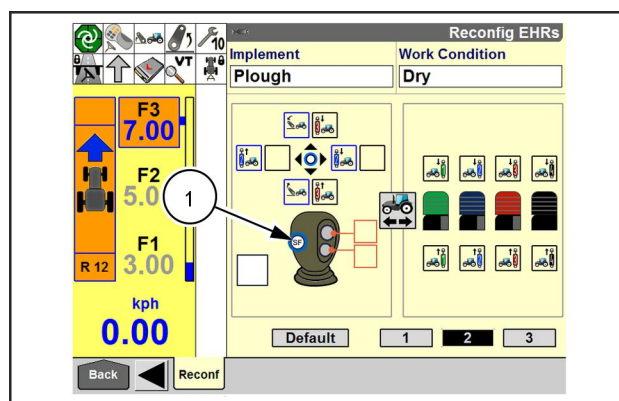 10
VT
Reconfig EHRs
Implement
Work Condition
Plough
Dry
F3
7.00
F2
5.0
1
F1
SF
R 12
3.00
kph
0.00
Default
1
2
3
Back
Reconf